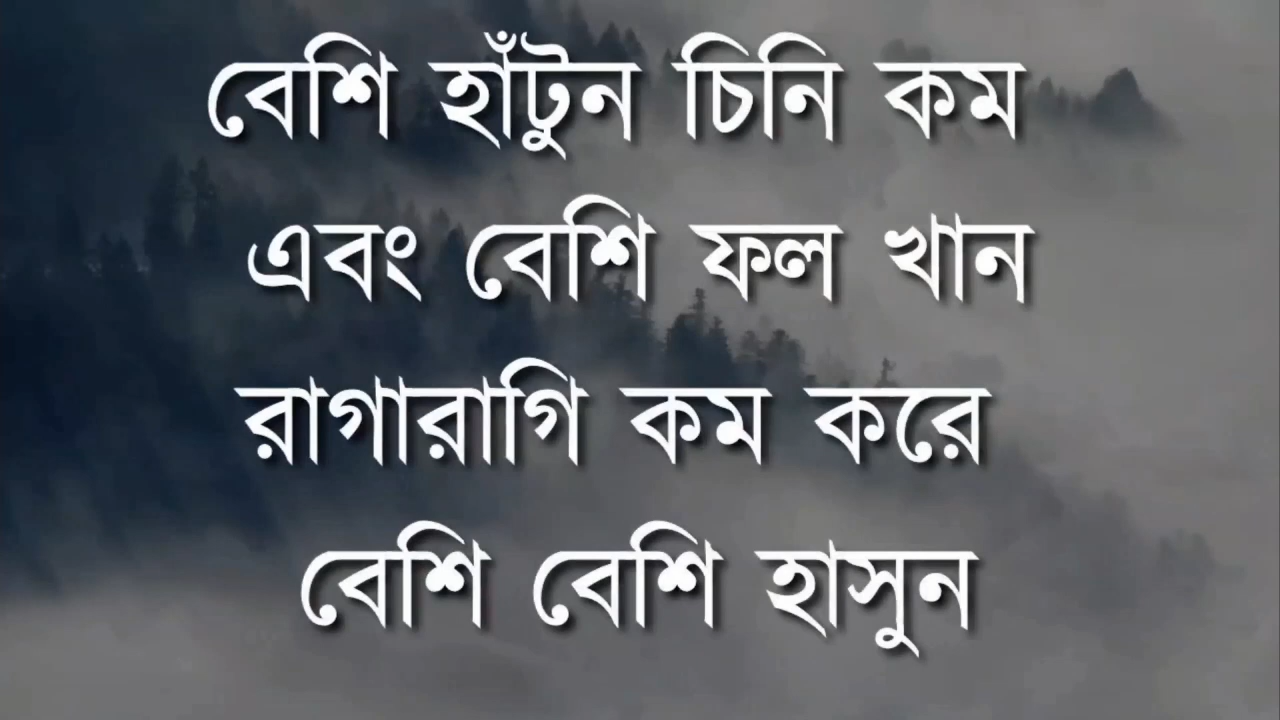 বেশি হাঁটুন চিনি কম
এবং বেশি ফল খান
রাগারাগি কম করে
বেশি বেশি হাসুন